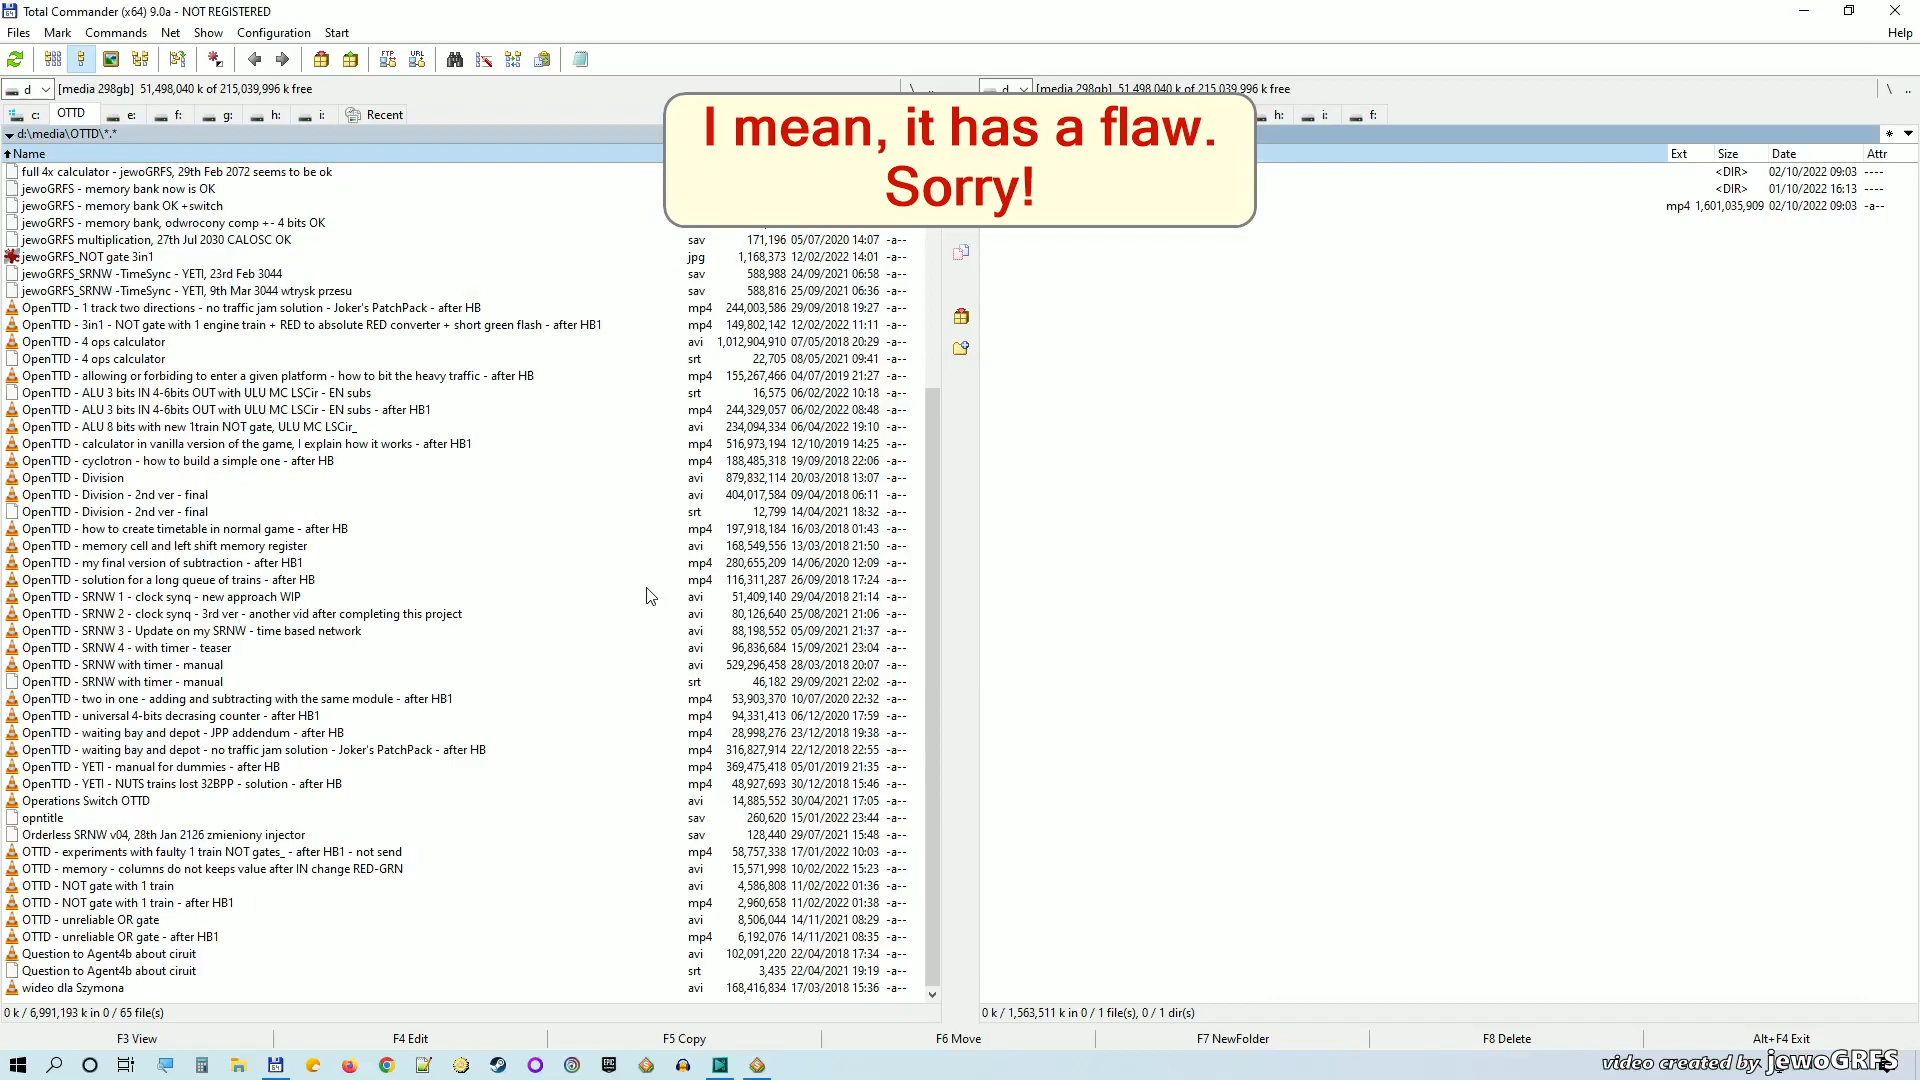 Total Commander (x64) 9.0a - NOT REGISTERED
Files Mark Commands Net Show Configuration Start Help
FTP URL
d [media 298gb] 51,498,040 k of 215,039,996 k free \ ..
d [media 298gb] 51,498,040 k of 215,039,996 k free \ ..
c: OTTD e: f: g: h: i: Recent
h: i: f:
I mean, it has a flaw.
Sorry!
d:\media\OTTD\*.*
* 
Name
Ext Size Date Attr
<DIR> 02/10/2022 09:03 ----
<DIR> 01/10/2022 16:13 ----
mp4 1,601,035,909 02/10/2022 09:03 -a--
full 4x calculator - jewoGRFS, 29th Feb 2072 seems to be ok
jewoGRFS - memory bank now is OK
jewoGRFS - memory bank OK +switch
jewoGRFS - memory bank, odwrocony comp +- 4 bits OK
jewoGRFS multiplication, 27th Jul 2030 CALOSC OK sav 171,196 05/07/2020 14:07 -a--
jewoGRFS_NOT gate 3in1 jpg 1,168,373 12/02/2022 14:01 -a--
jewoGRFS_SRNW -TimeSync - YETI, 23rd Feb 3044 sav 588,988 24/09/2021 06:58 -a--
jewoGRFS_SRNW -TimeSync - YETI, 9th Mar 3044 wtrysk przesu sav 588,816 25/09/2021 06:36 -a--
OpenTTD - 1 track two directions - no traffic jam solution - Joker's PatchPack - after HB mp4 244,003,586 29/09/2018 19:27 -a--
OpenTTD - 3in1 - NOT gate with 1 engine train + RED to absolute RED converter + short green flash - after HB1 mp4 149,802,142 12/02/2022 11:11 -a--
OpenTTD - 4 ops calculator avi 1,012,904,910 07/05/2018 20:29 -a--
OpenTTD - 4 ops calculator srt 22,705 08/05/2021 09:41 -a--
OpenTTD - allowing or forbiding to enter a given platform - how to bit the heavy traffic - after HB mp4 155,267,466 04/07/2019 21:27 -a--
OpenTTD - ALU 3 bits IN 4-6bits OUT with ULU MC LSCir - EN subs srt 16,575 06/02/2022 10:18 -a--
OpenTTD - ALU 3 bits IN 4-6bits OUT with ULU MC LSCir - EN subs - after HB1 mp4 244,329,057 06/02/2022 08:48 -a--
OpenTTD - ALU 8 bits with new 1train NOT gate, ULU MC LSCir_ avi 234,094,334 06/04/2022 19:10 -a--
OpenTTD - calculator in vanilla version of the game, I explain how it works - after HB1 mp4 516,973,194 12/10/2019 14:25 -a--
OpenTTD - cyclotron - how to build a simple one - after HB mp4 188,485,318 19/09/2018 22:06 -a--
OpenTTD - Division avi 879,832,114 20/03/2018 13:07 -a--
OpenTTD - Division - 2nd ver - final avi 404,017,584 09/04/2018 06:11 -a--
OpenTTD - Division - 2nd ver - final srt 12,799 14/04/2021 18:32 -a--
OpenTTD - how to create timetable in normal game - after HB mp4 197,918,184 16/03/2018 01:43 -a--
OpenTTD - memory cell and left shift memory register avi 168,549,556 13/03/2018 21:50 -a--
OpenTTD - my final version of subtraction - after HB1 mp4 280,655,209 14/06/2020 12:09 -a--
OpenTTD - solution for a long queue of trains - after HB mp4 116,311,287 26/09/2018 17:24 -a--
OpenTTD - SRNW 1 - clock synq - new approach WIP avi 51,409,140 29/04/2018 21:14 -a--
OpenTTD - SRNW 2 - clock synq - 3rd ver - another vid after completing this project avi 80,126,640 25/08/2021 21:06 -a--
OpenTTD - SRNW 3 - Update on my SRNW - time based network avi 88,198,552 05/09/2021 21:37 -a--
OpenTTD - SRNW 4 - with timer - teaser avi 96,836,684 15/09/2021 23:04 -a--
OpenTTD - SRNW with timer - manual avi 529,296,458 28/03/2018 20:07 -a--
OpenTTD - SRNW with timer - manual srt 46,182 29/09/2021 22:02 -a--
OpenTTD - two in one - adding and subtracting with the same module - after HB1 mp4 53,903,370 10/07/2020 22:32 -a--
OpenTTD - universal 4-bits decrasing counter - after HB1 mp4 94,331,413 06/12/2020 17:59 -a--
OpenTTD - waiting bay and depot - JPP addendum - after HB mp4 28,998,276 23/12/2018 19:38 -a--
OpenTTD - waiting bay and depot - no traffic jam solution - Joker's PatchPack - after HB mp4 316,827,914 22/12/2018 22:55 -a--
OpenTTD - YETI - manual for dummies - after HB mp4 369,475,418 05/01/2019 21:35 -a--
OpenTTD - YETI - NUTS trains lost 32BPP - solution - after HB mp4 48,927,693 30/12/2018 15:46 -a--
Operations Switch OTTD avi 14,885,552 30/04/2021 17:05 -a--
opntitle sav 260,620 15/01/2022 23:44 -a--
Orderless SRNW v04, 28th Jan 2126 zmieniony injector sav 128,440 29/07/2021 15:48 -a--
OTTD - experiments with faulty 1 train NOT gates_ - after HB1 - not send mp4 58,757,338 17/01/2022 10:03 -a--
OTTD - memory - columns do not keeps value after IN change RED-GRN avi 15,571,998 10/02/2022 15:23 -a--
OTTD - NOT gate with 1 train avi 4,586,808 11/02/2022 01:36 -a--
OTTD - NOT gate with 1 train - after HB1 mp4 2,960,658 11/02/2022 01:38 -a--
OTTD - unreliable OR gate avi 8,506,044 14/11/2021 08:29 -a--
OTTD - unreliable OR gate - after HB1 mp4 6,192,076 14/11/2021 08:35 -a--
Question to Agent4b about ciruit avi 102,091,220 22/04/2018 17:34 -a--
Question to Agent4b about ciruit srt 3,435 22/04/2021 19:19 -a--
wideo dla Szymona avi 168,416,834 17/03/2018 15:36 -a--
0 k / 6,991,193 k in 0 / 65 file(s)
0 k / 1,563,511 k in 0 / 1 file(s), 0 / 1 dir(s)
F3 View F4 Edit F5 Copy F6 Move F7 NewFolder F8 Delete Alt+F4 Exit
64 EPIC
video created by jewoGRFS